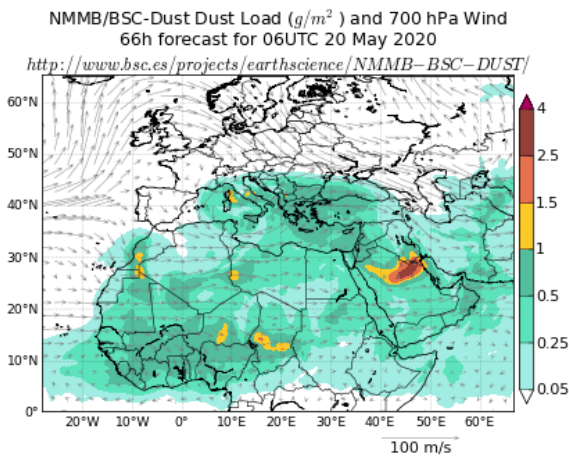 NMMB/BSC-Dust Dust Load (g/m² ) and 700 hPa Wind
66h forecast for 06UTC 20 May 2020
http://www.bsc.es/projects/earthscience/NMMB−BSC−DUST/
60°N
50°N
40°N
30°N
20°N
10°N
0°
20°W 10°W 0° 10°E 20°E 30°E 40°E 50°E 60°E
4
2.5
1.5
1
0.5
0.25
0.05
100 m/s